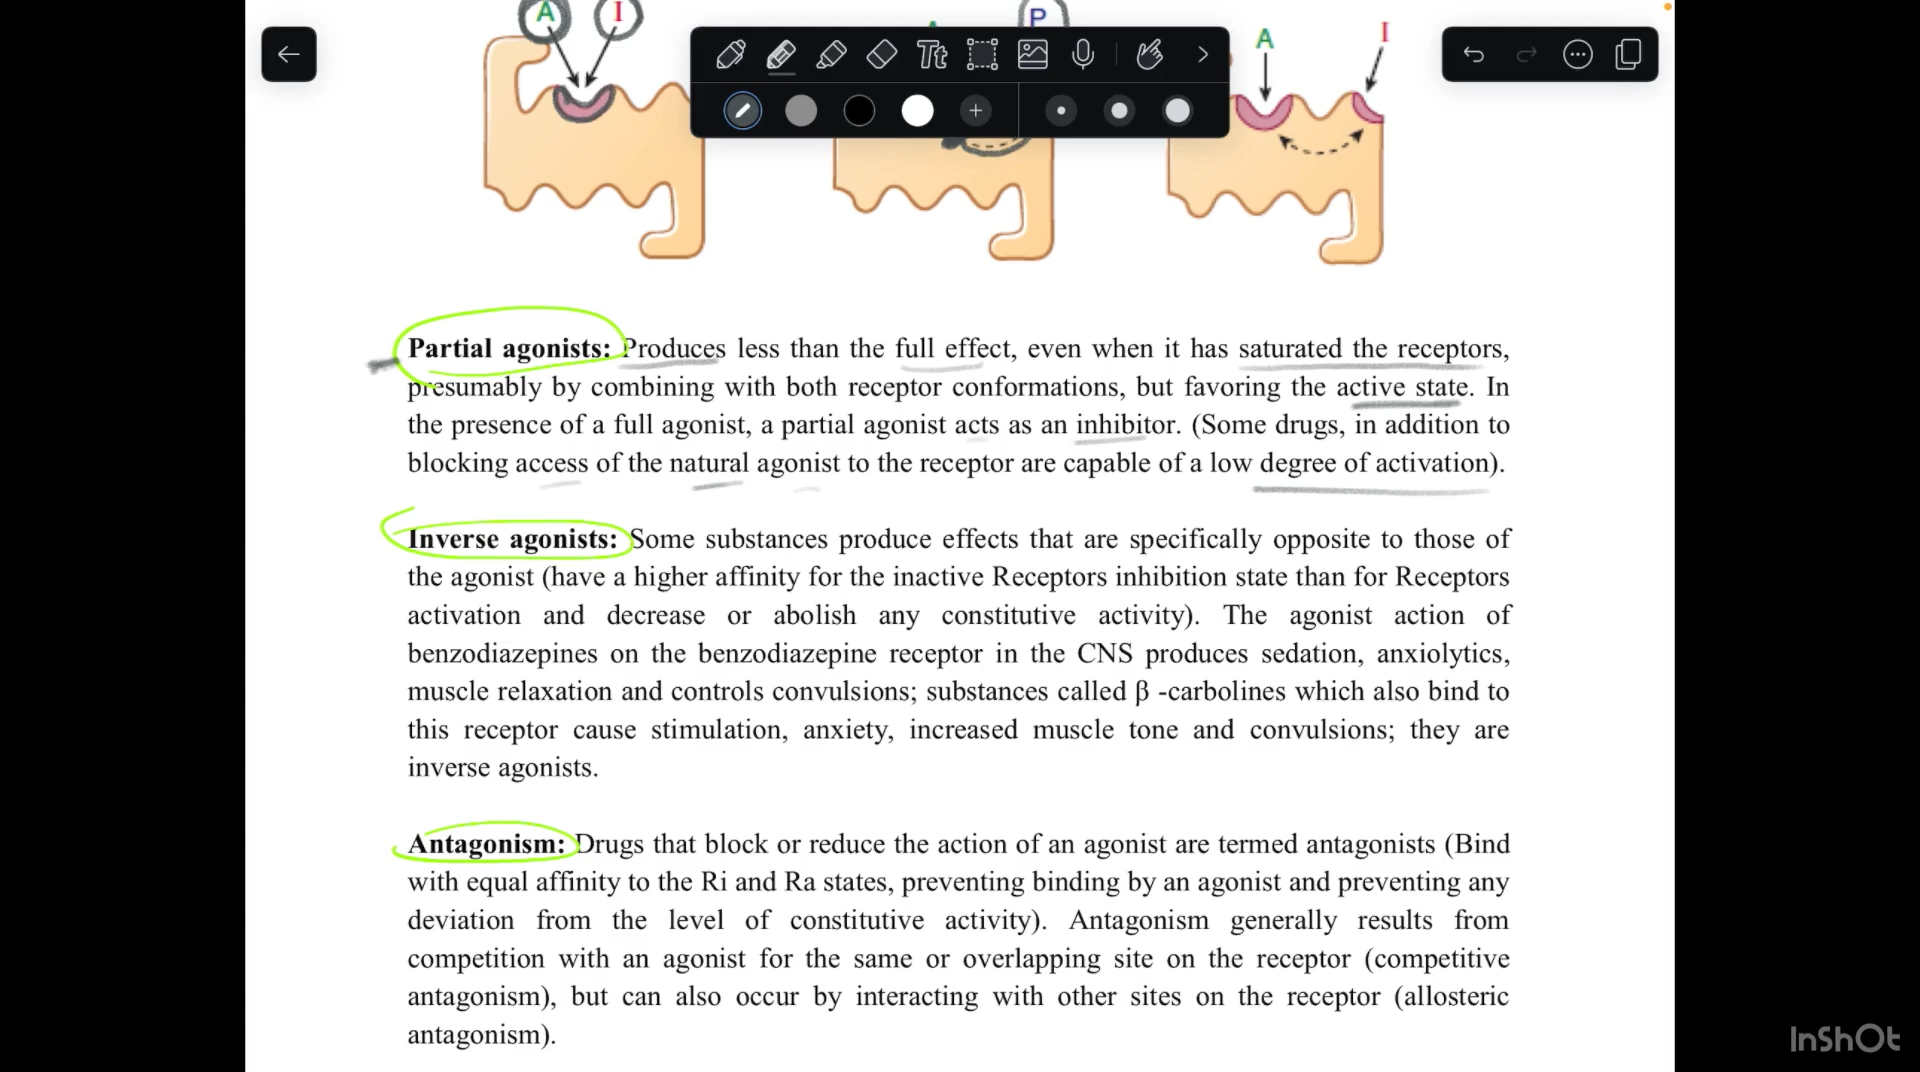 A I P A I
Tt
Partial agonists: Produces less than the full effect, even when it has saturated the receptors,
presumably by combining with both receptor conformations, but favoring the active state. In
the presence of a full agonist, a partial agonist acts as an inhibitor. (Some drugs, in addition to
blocking access of the natural agonist to the receptor are capable of a low degree of activation).
Inverse agonists: Some substances produce effects that are specifically opposite to those of
the agonist (have a higher affinity for the inactive Receptors inhibition state than for Receptors
activation and decrease or abolish any constitutive activity). The agonist action of
benzodiazepines on the benzodiazepine receptor in the CNS produces sedation, anxiolytics,
muscle relaxation and controls convulsions; substances called β -carbolines which also bind to
this receptor cause stimulation, anxiety, increased muscle tone and convulsions; they are
inverse agonists.
Antagonism: Drugs that block or reduce the action of an agonist are termed antagonists (Bind
with equal affinity to the Ri and Ra states, preventing binding by an agonist and preventing any
deviation from the level of constitutive activity). Antagonism generally results from
competition with an agonist for the same or overlapping site on the receptor (competitive
antagonism), but can also occur by interacting with other sites on the receptor (allosteric
antagonism).
InShOt